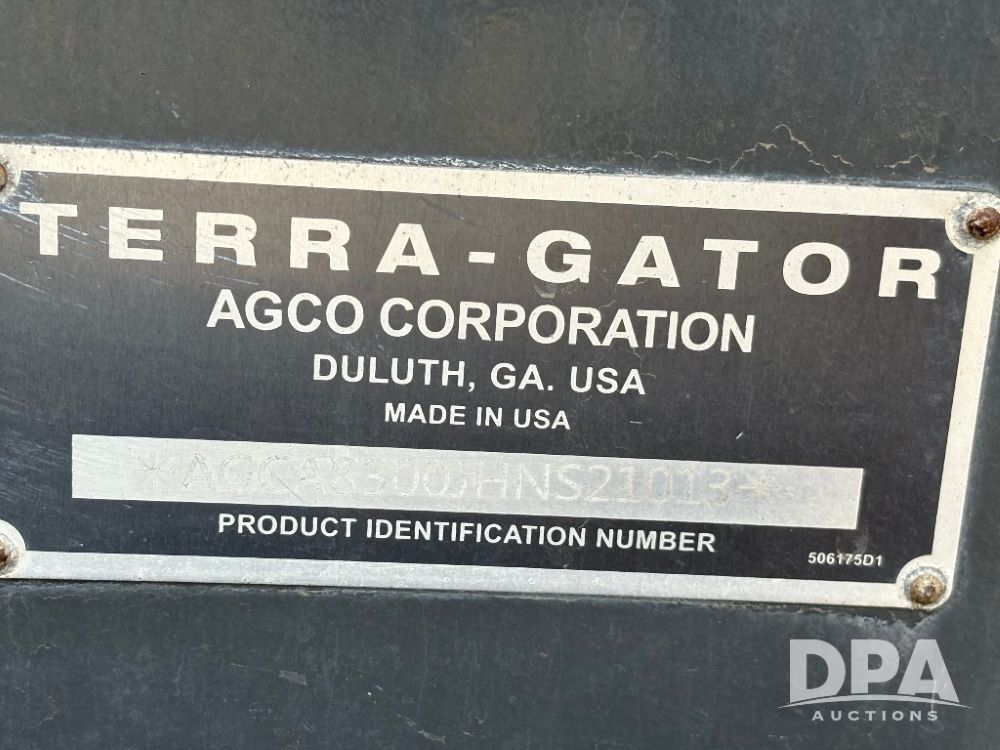 TERRA-GATOR
AGCO CORPORATION
DULUTH, GA. USA
MADE IN USA
*AGCA8300JHNS21013*
PRODUCT IDENTIFICATION NUMBER
506175D1
DPA
AUCTIONS